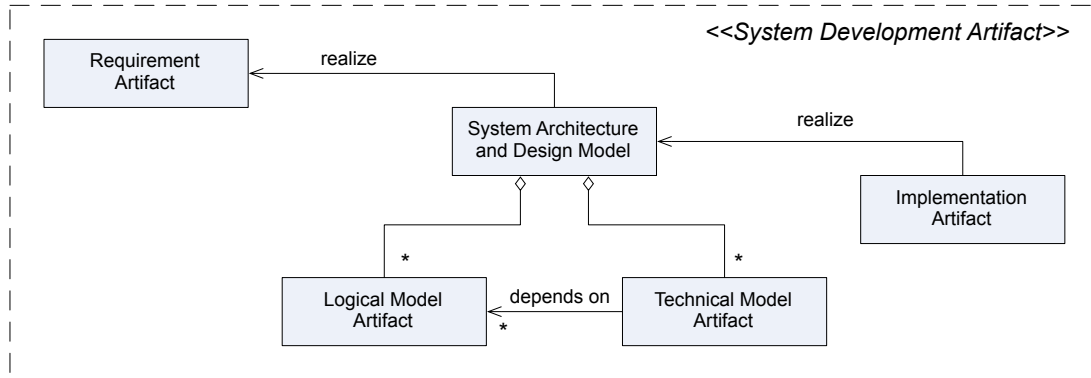 <<System Development Artifact>>
Requirement
Artifact
realize
System Architecture
and Design Model
realize
Implementation
Artifact
*
*
Logical Model
Artifact
depends on
*
Technical Model
Artifact